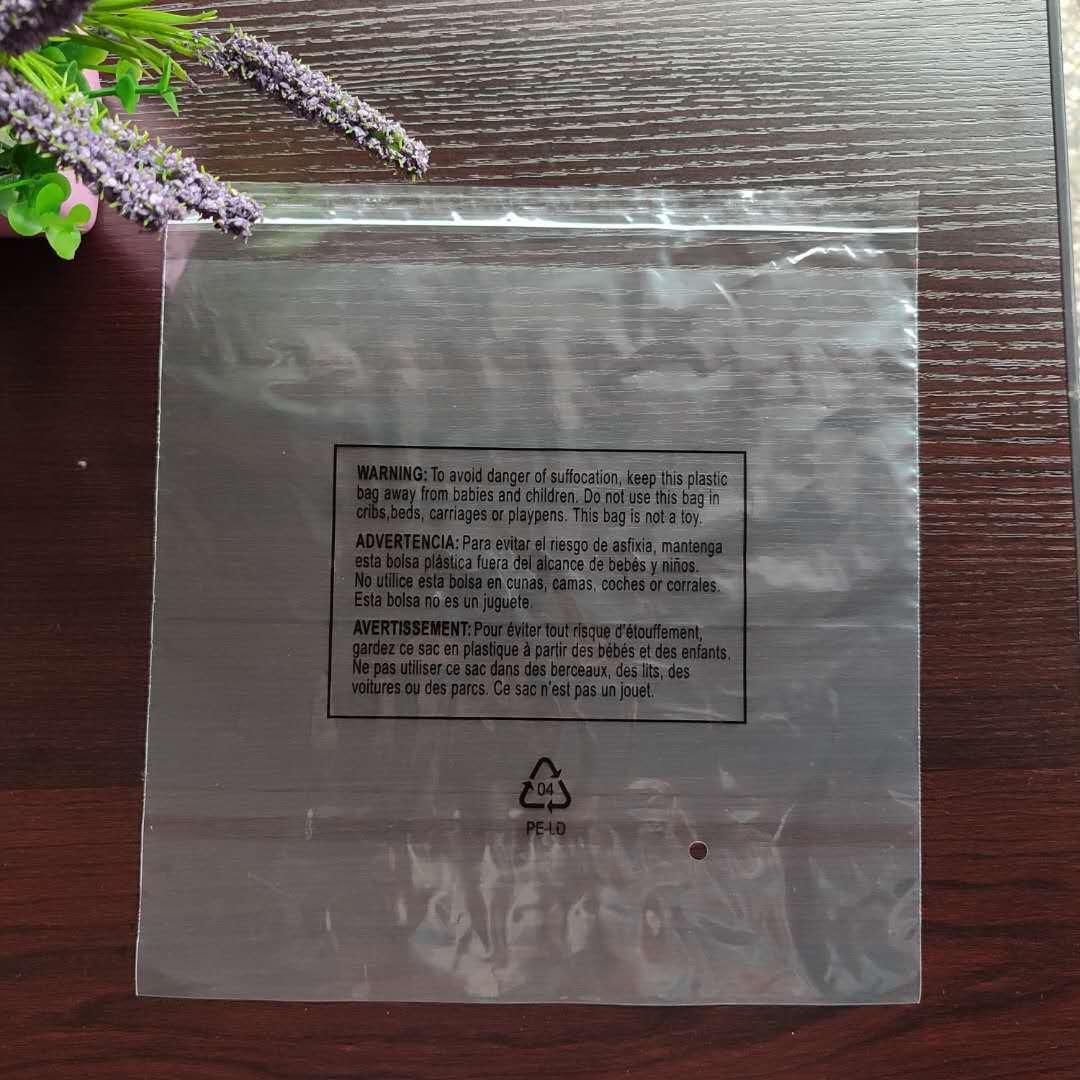 WARNING: To avoid danger of suffocation, keep this plastic
bag away from babies and children. Do not use this bag in
cribs,beds, carriages or playpens. This bag is not a toy.
ADVERTENCIA: Para evitar el riesgo de asfixia, mantenga
esta bolsa plástica fuera del alcance de bebés y niños.
No utilice esta bolsa en cunas, camas, coches or corrales.
Esta bolsa no es un juguete.
AVERTISSEMENT: Pour éviter tout risque d'étouffement,
gardez ce sac en plastique à partir des bébés et des enfants.
Ne pas utiliser ce sac dans des berceaux, des lits, des
voitures ou des parcs. Ce sac n'est pas un jouet.
04
PE-LD